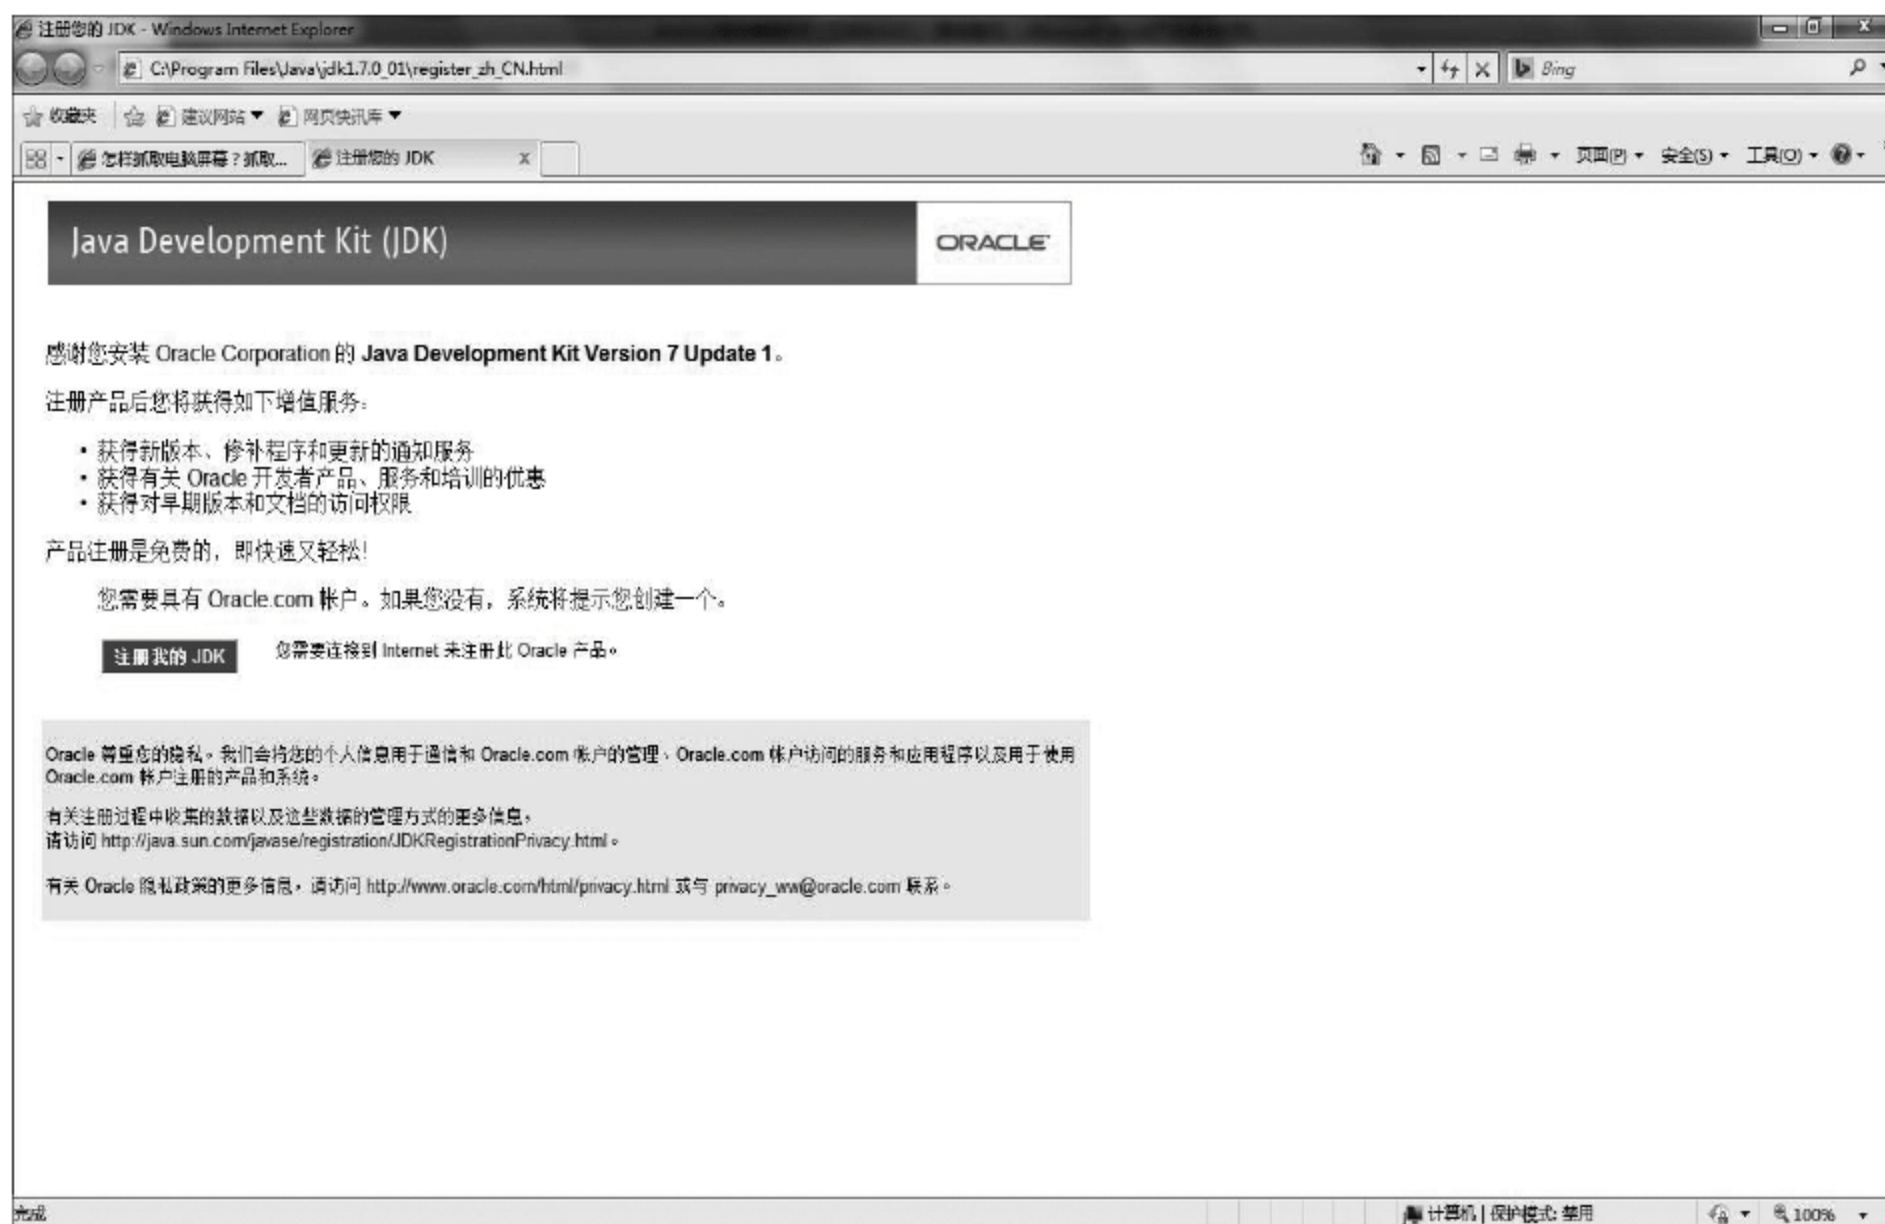 注册您的 JDK - Windows Internet Explorer
C:\Program Files\Java\jdk1.7.0_01\register_zh_CN.html
Bing
收藏夹 建议网站 网页快讯库
怎样抓取电脑屏幕?抓取... 注册您的 JDK x
页面(P) 安全(S) 工具(O)
Java Development Kit (JDK)
ORACLE
感谢您安装 Oracle Corporation 的 Java Development Kit Version 7 Update 1。
注册产品后您将获得如下增值服务:
• 获得新版本、修补程序和更新的通知服务
• 获得有关 Oracle 开发者产品、服务和培训的优惠
• 获得对早期版本和文档的访问权限
产品注册是免费的,即快速又轻松!
您需要具有 Oracle.com 帐户。如果您没有,系统将提示您创建一个。
注册我的 JDK
您需要连接到 Internet 来注册此 Oracle 产品。
Oracle 尊重您的隐私。我们会将您的个人信息用于通信和 Oracle.com 帐户的管理、Oracle.com 帐户访问的服务和应用程序以及用于使用
Oracle.com 帐户注册的产品和系统。
有关注册过程中收集的数据以及这些数据的管理方式的更多信息,
请访问 http://java.sun.com/javase/registration/JDKRegistrationPrivacy.html。
有关 Oracle 隐私政策的更多信息,请访问 http://www.oracle.com/html/privacy.html 或与 privacy_ww@oracle.com 联系。
完成
计算机 | 保护模式: 禁用
100%